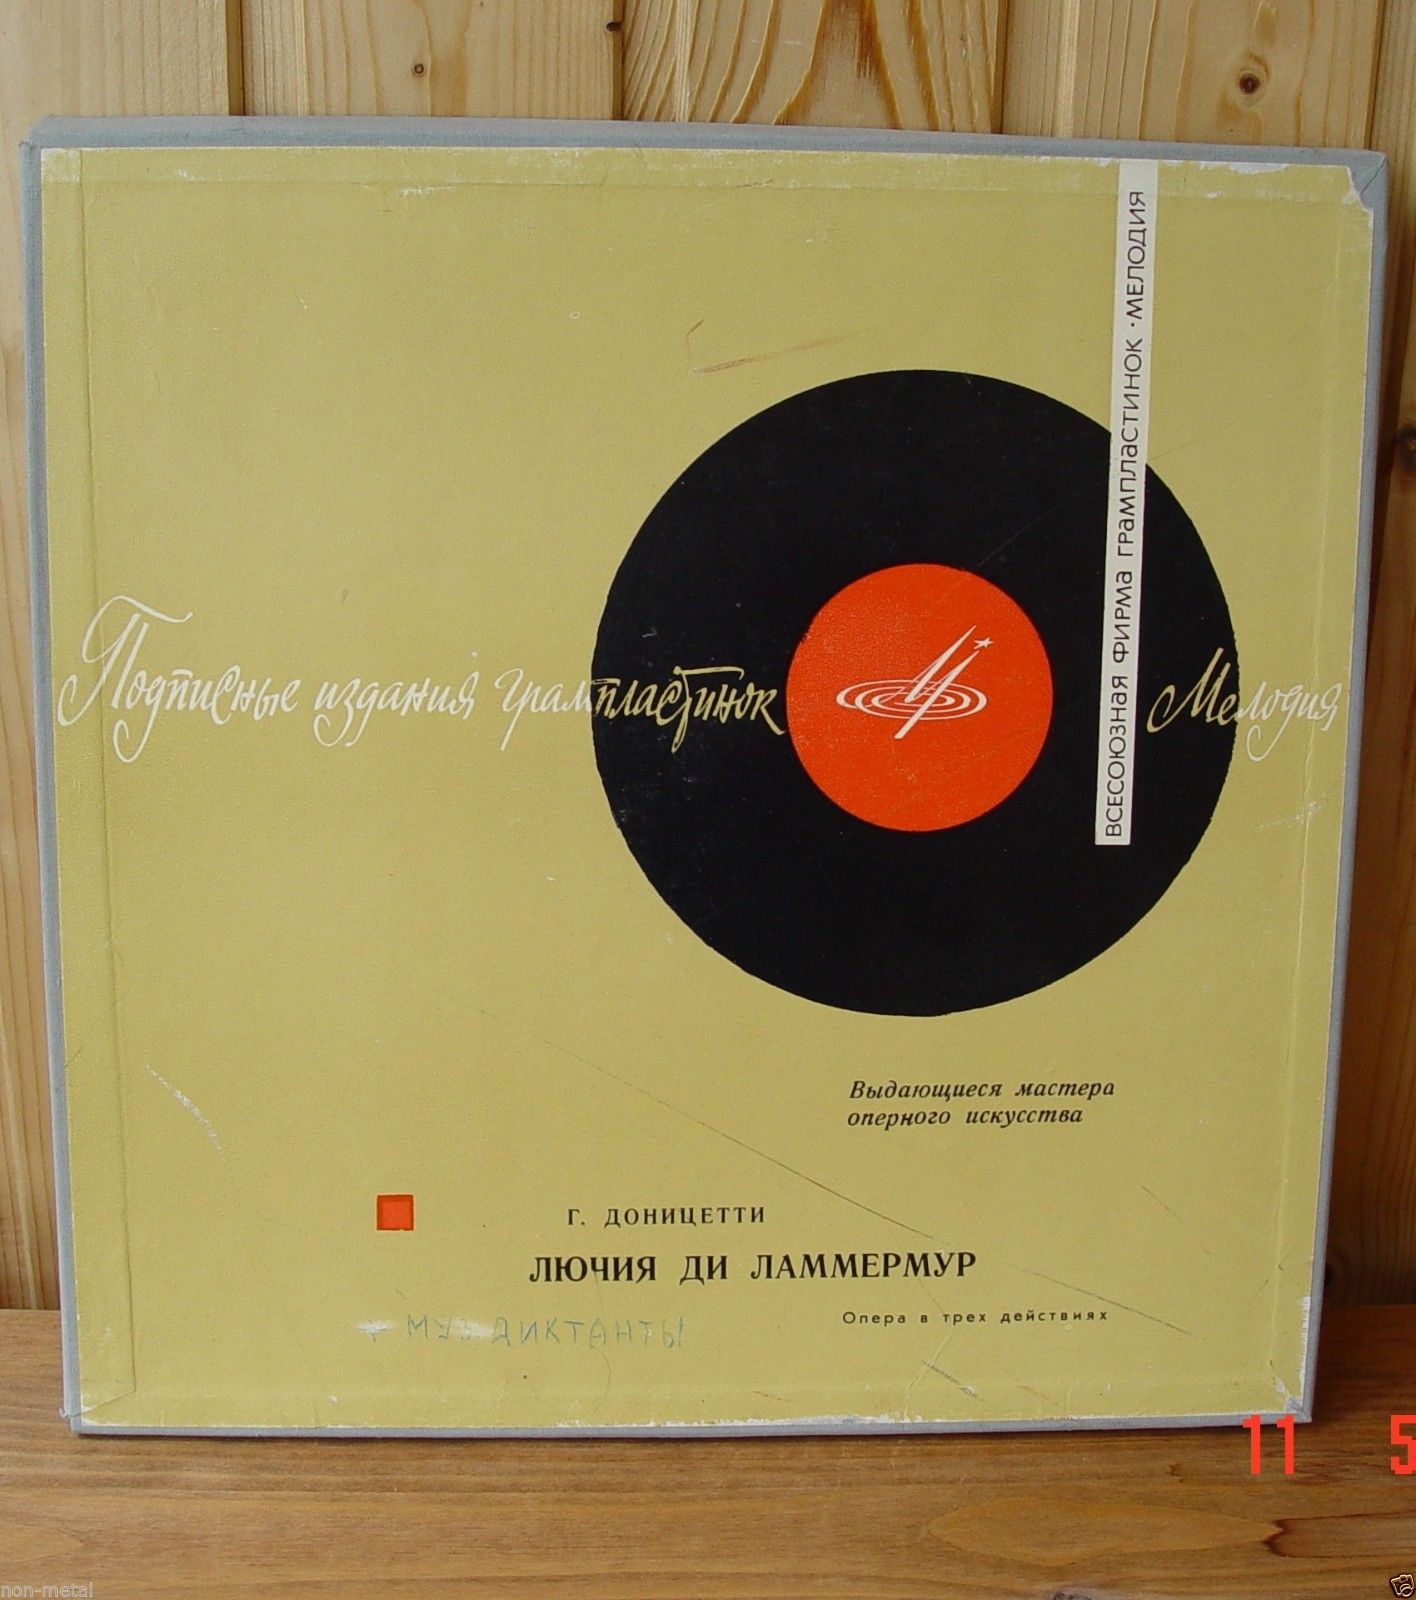 ВСЕСОЮЗНАЯ ФИРМА ГРАМПЛАСТИНОК · МЕЛОДИЯ
Подписные издания грампластинок Мелодия
Выдающиеся мастера
оперного искусства
Г. ДОНИЦЕТТИ
ЛЮЧИЯ ДИ ЛАММЕРМУР
Опера в трех действиях
+ МУЗ. ДИКТАНТЫ
11 5
non-metal